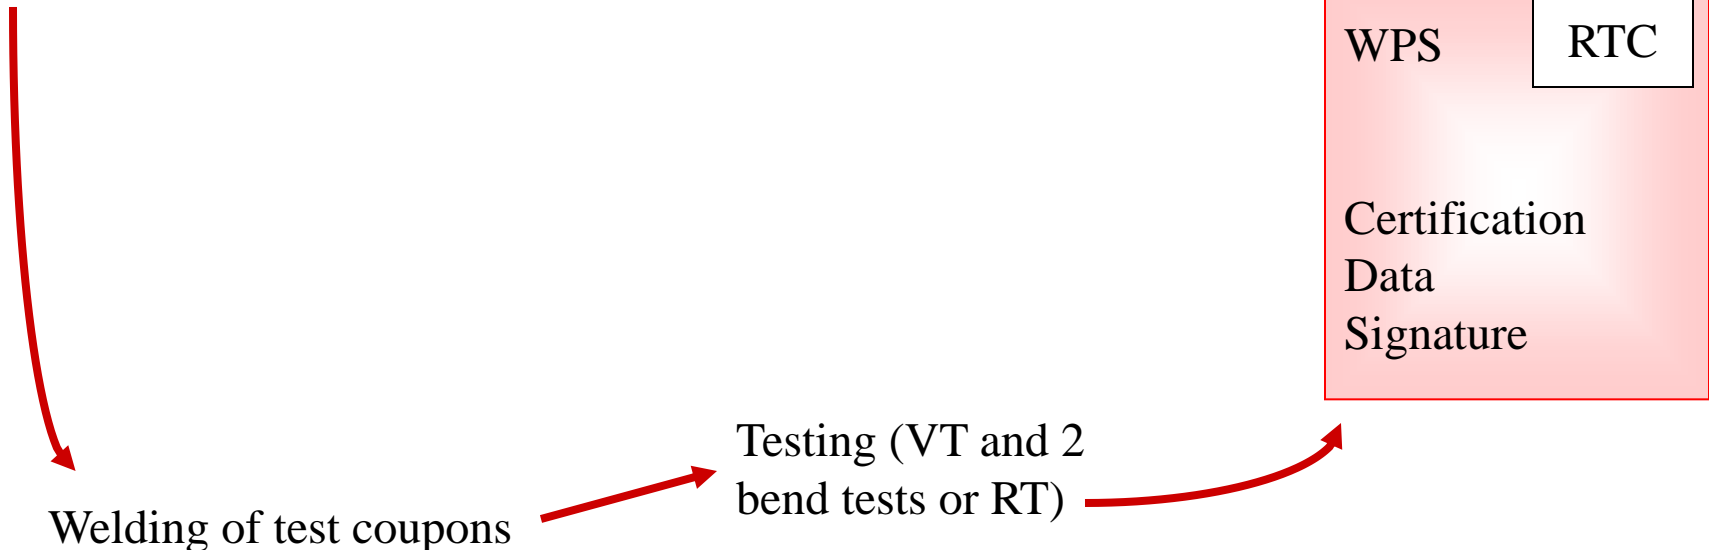 WPS
RTC
Certification
Data
Signature
Testing (VT and 2
bend tests or RT)
Welding of test coupons